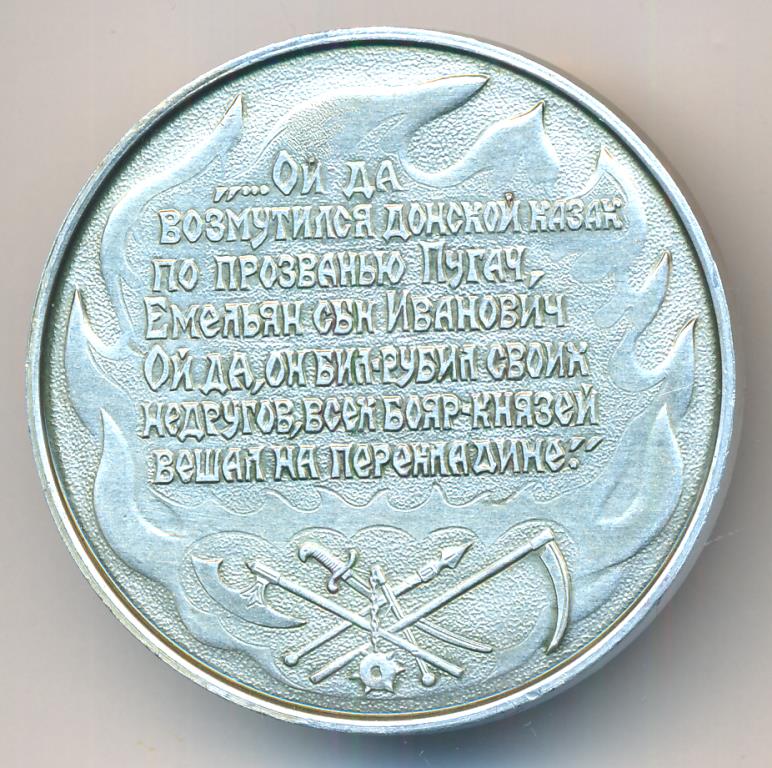 „...Ой да
возмутился донской казак
по прозванью Пугач,
Емельян сын Иванович
Ой да, он бил-рубил своих
недругов, всех бояр-князей
вешал на перекладине."